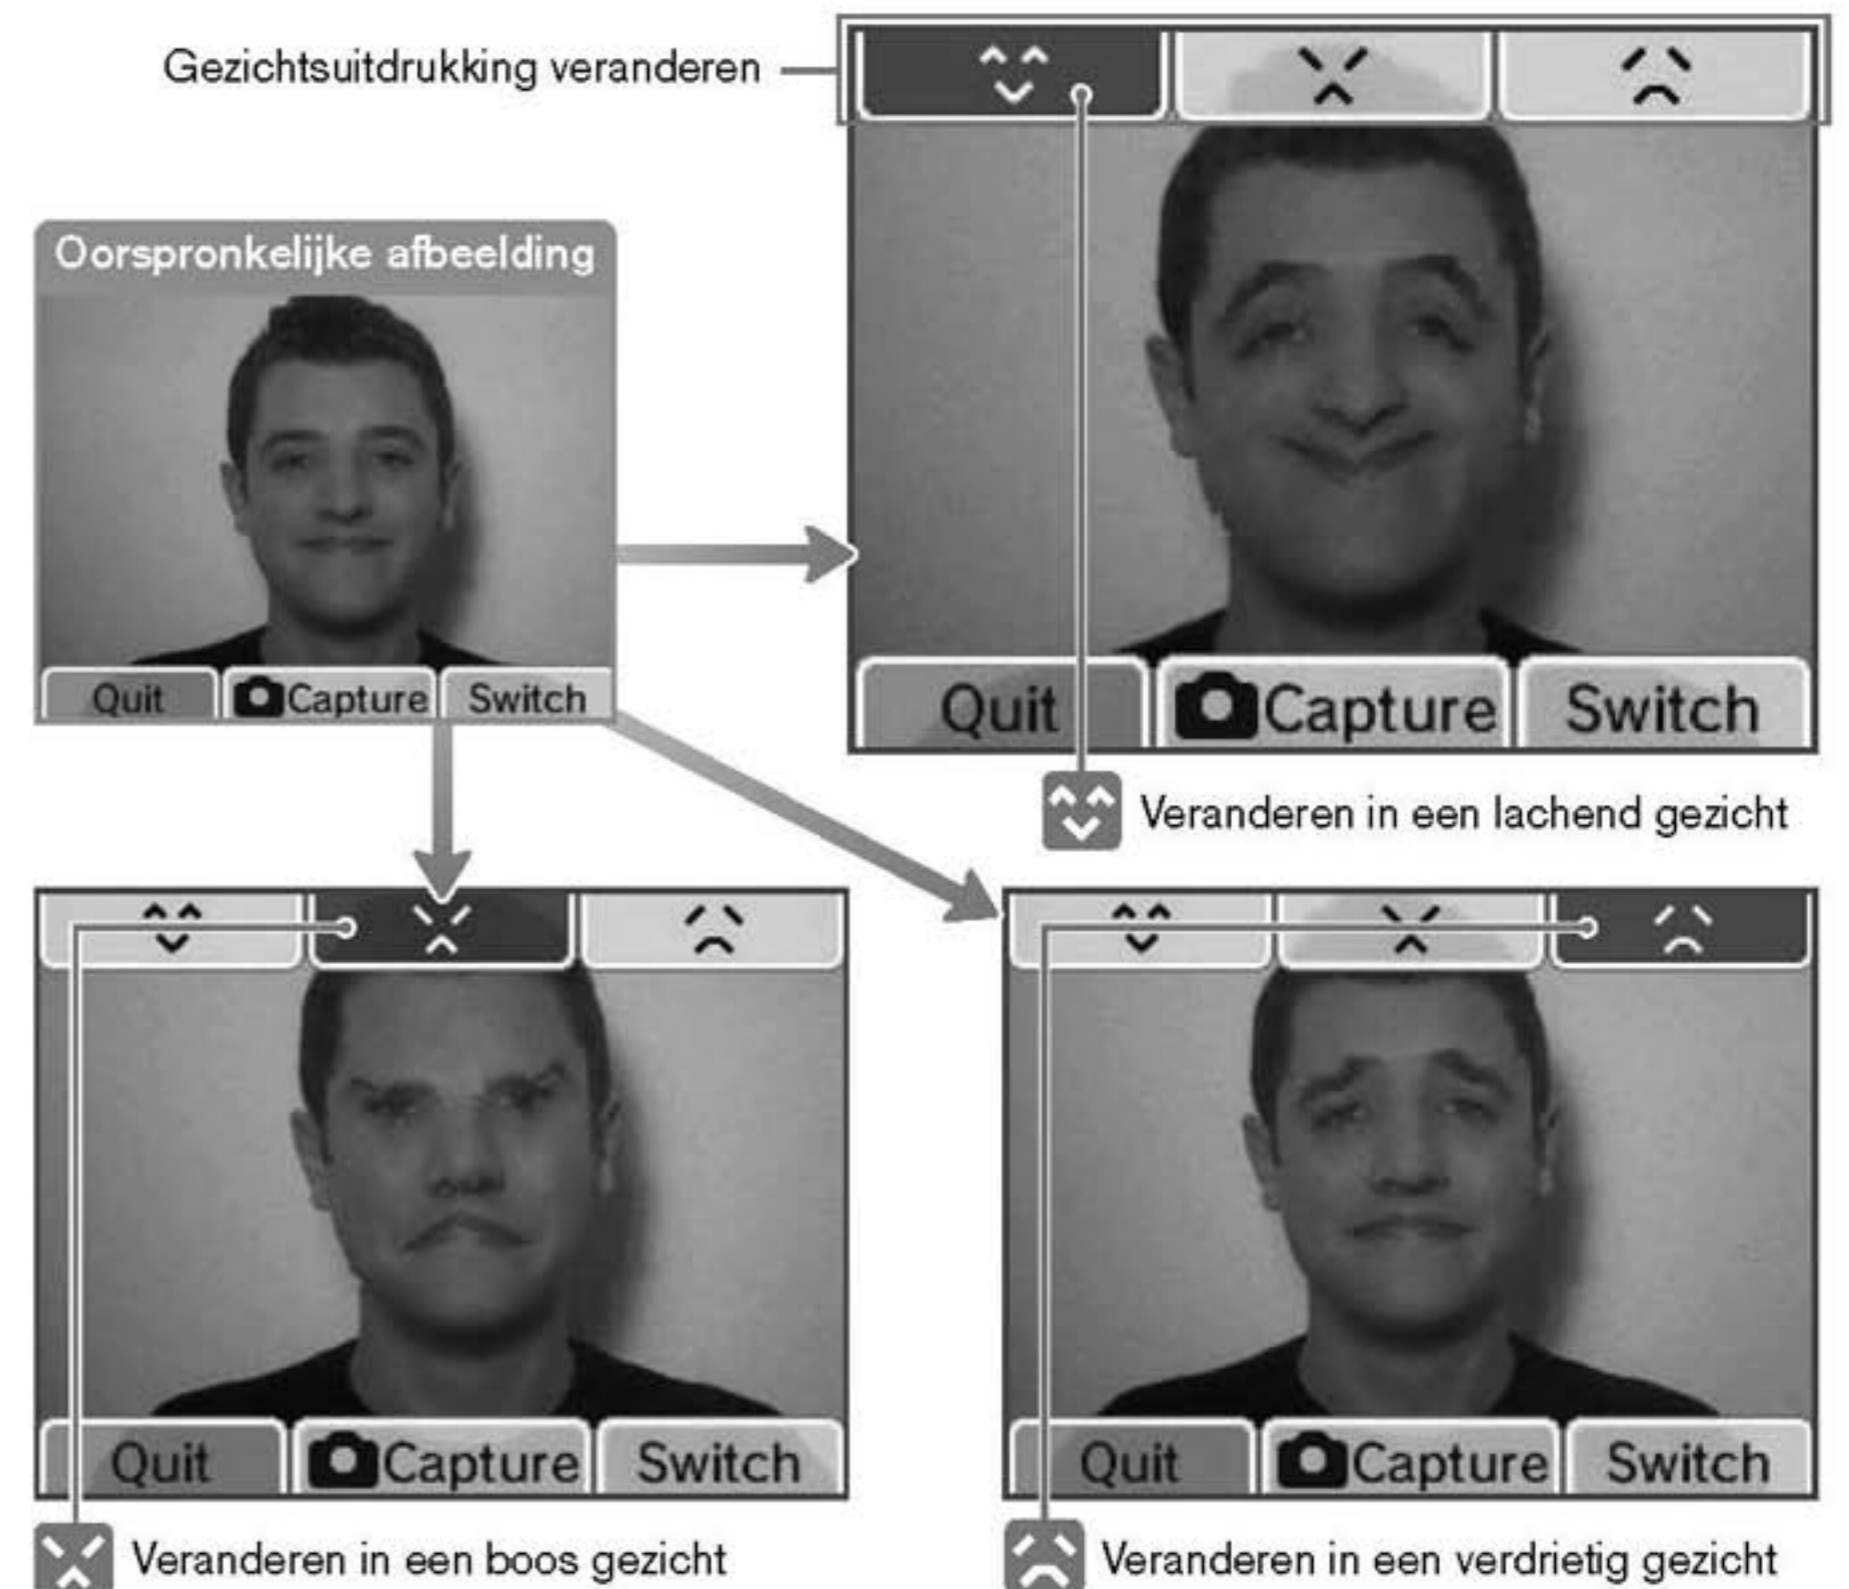 Gezichtsuitdrukking veranderen
Oorspronkelijke afbeelding
Quit Capture Switch
Quit Capture Switch
Veranderen in een lachend gezicht
Quit Capture Switch
Quit Capture Switch
Veranderen in een boos gezicht
Veranderen in een verdrietig gezicht